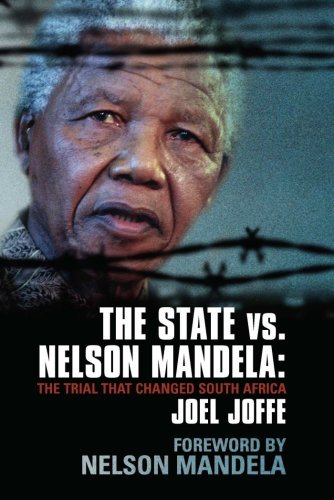 THE STATE vs.
NELSON MANDELA:
THE TRIAL THAT CHANGED SOUTH AFRICA
JOEL JOFFE
FOREWORD BY
NELSON MANDELA